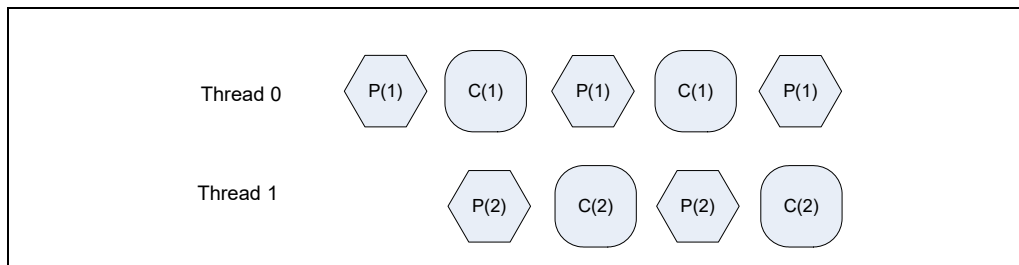 Thread 0 P(1) C(1) P(1) C(1) P(1)
Thread 1 P(2) C(2) P(2) C(2)